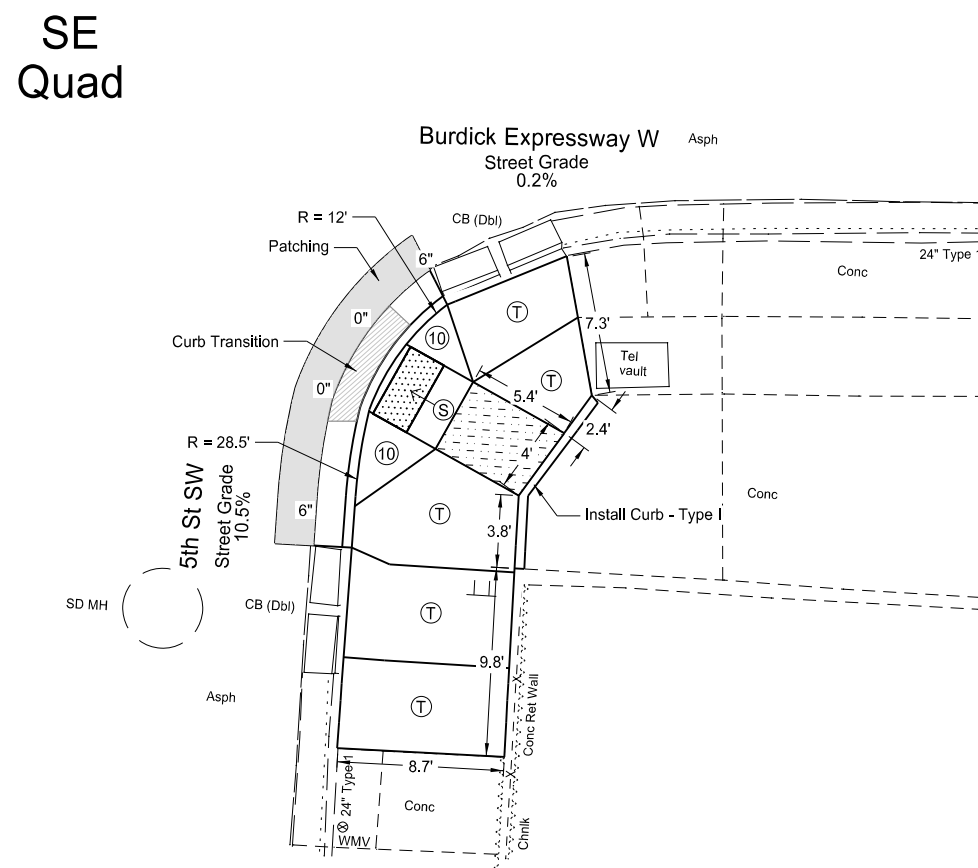 SE
Quad
Burdick Expressway W
Asph
Street Grade
0.2%
CB (Dbl)
R = 12'
Patching
6"
24" Type 1
Conc
0"
T
10
7.3'
Curb Transition
Tel
vault
0"
T
5.4'
S
2.4'
R = 28.5'
10
4'
Conc
5th St SW
Street Grade
10.5%
6"
T
Install Curb - Type I
3.8'
SD MH
CB (Dbl)
T
9.8'
Asph
T
Conc Ret Wall
8.7'
24" Type 1
Conc
WMV
Chnlk
X
X